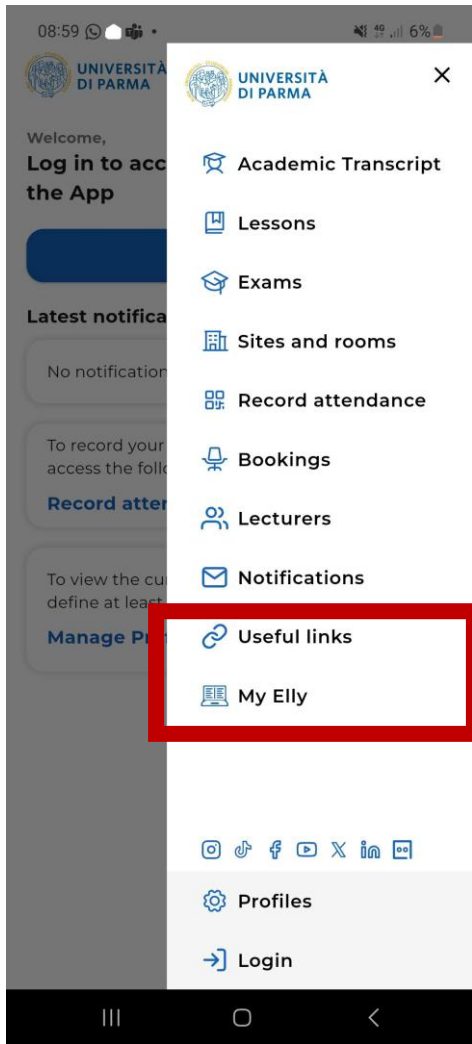 08:59
4G
6%
UNIVERSITÀ
DI PARMA
Welcome,
Log in to acc
the App
Latest notifica
No notification
To record your
access the follo
Record atter
To view the cu
define at least
Manage Pr
UNIVERSITÀ
DI PARMA
Academic Transcript
Lessons
Exams
Sites and rooms
Record attendance
Bookings
Lecturers
Notifications
Useful links
My Elly
Profiles
Login